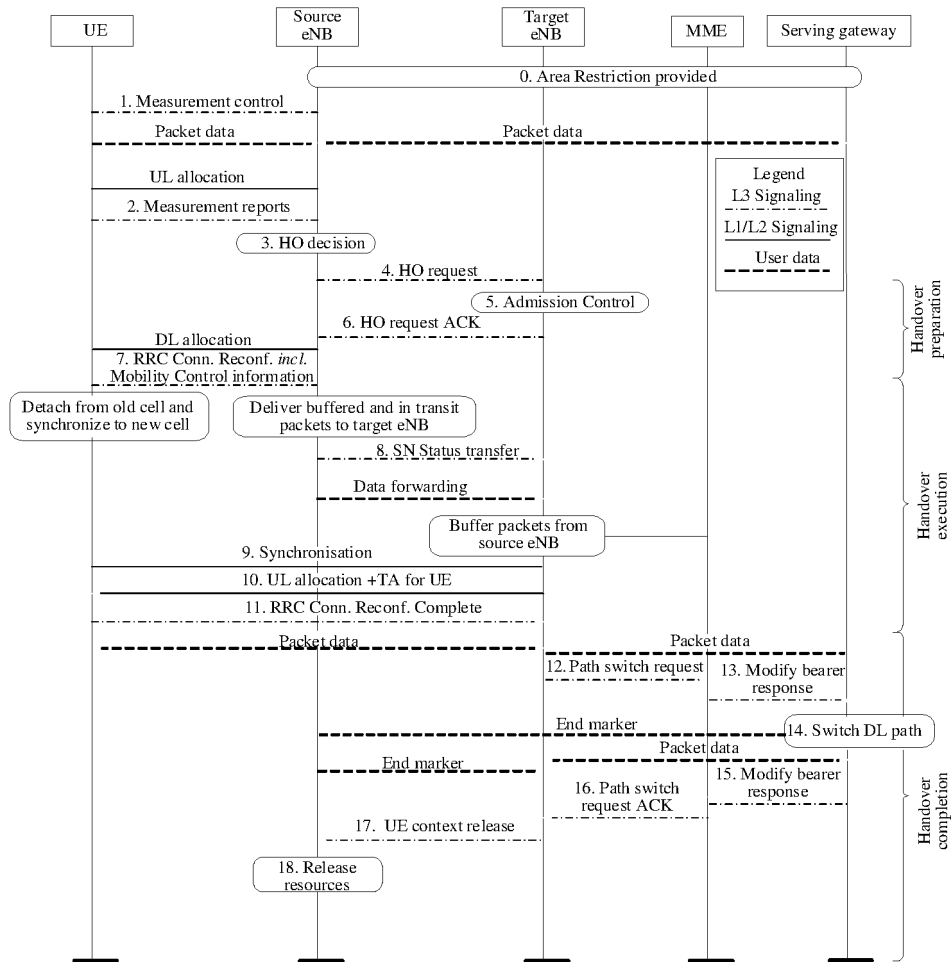 UE
Source
eNB
Target
eNB
MME
Serving gateway
0. Area Restriction provided
1. Measurement control
Packet data
Packet data
Legend
L3 Signaling
L1/L2 Signaling
User data
UL allocation
2. Measurement reports
3. HO decision
4. HO request
5. Admission Control
6. HO request ACK
DL allocation
7. RRC Conn. Reconf. incl.
Mobility Control information
Handover
preparation
Detach from old cell and
synchronize to new cell
Deliver buffered and in transit
packets to target eNB
8. SN Status transfer
Data forwarding
Buffer packets from
source eNB
9. Synchronisation
10. UL allocation +TA for UE
11. RRC Conn. Reconf. Complete
Handover
execution
Packet data
Packet data
12. Path switch request
13. Modify bearer
response
End marker
14. Switch DL path
Packet data
End marker
15. Modify bearer
response
16. Path switch
request ACK
17. UE context release
18. Release
resources
Handover
completion